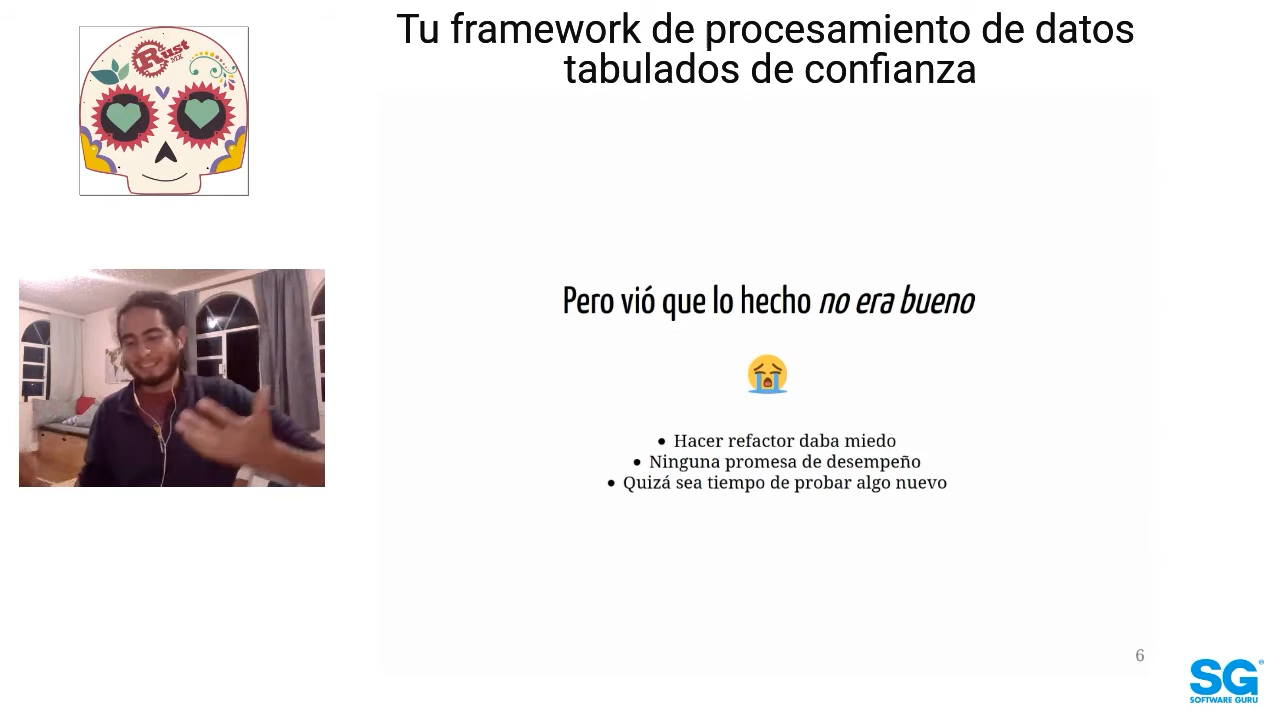 Rust
MX
Tu framework de procesamiento de datos
tabulados de confianza
Pero vió que lo hecho no era bueno
• Hacer refactor daba miedo
• Ninguna promesa de desempeño
• Quizá sea tiempo de probar algo nuevo
6
SG
SOFTWARE GURU